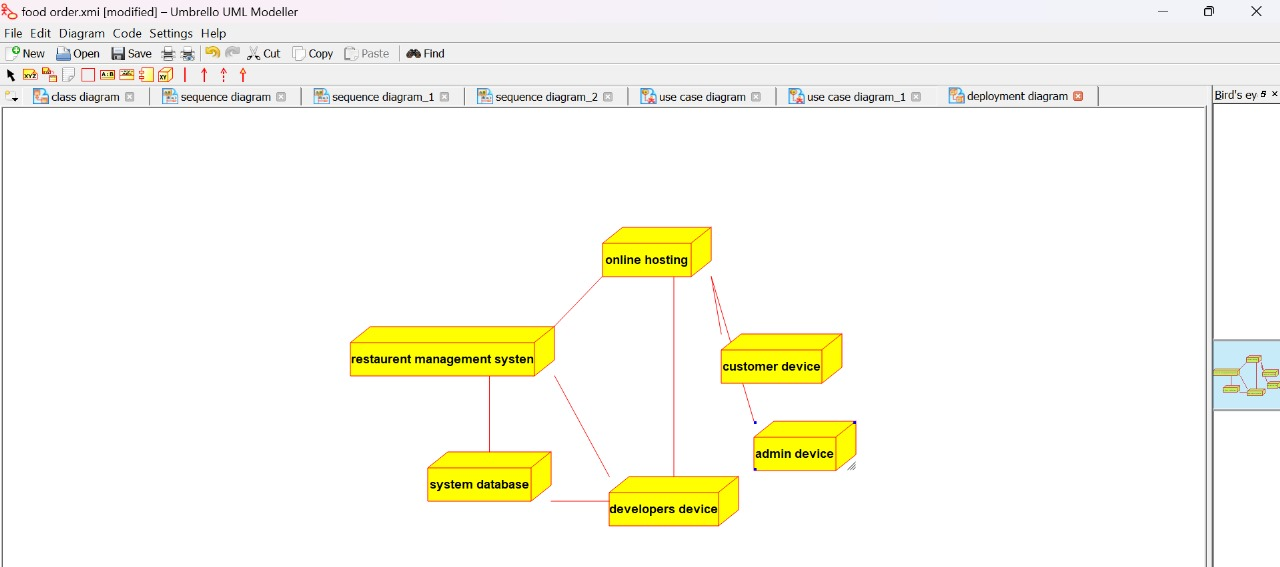 food order.xmi [modified] – Umbrello UML Modeller
File Edit Diagram Code Settings Help
New Open Save Cut Copy Paste Find
class diagram sequence diagram sequence diagram_1 sequence diagram_2 use case diagram use case diagram_1 deployment diagram Bird's ey
online hosting
restaurent management systen
customer device
admin device
system database
developers device